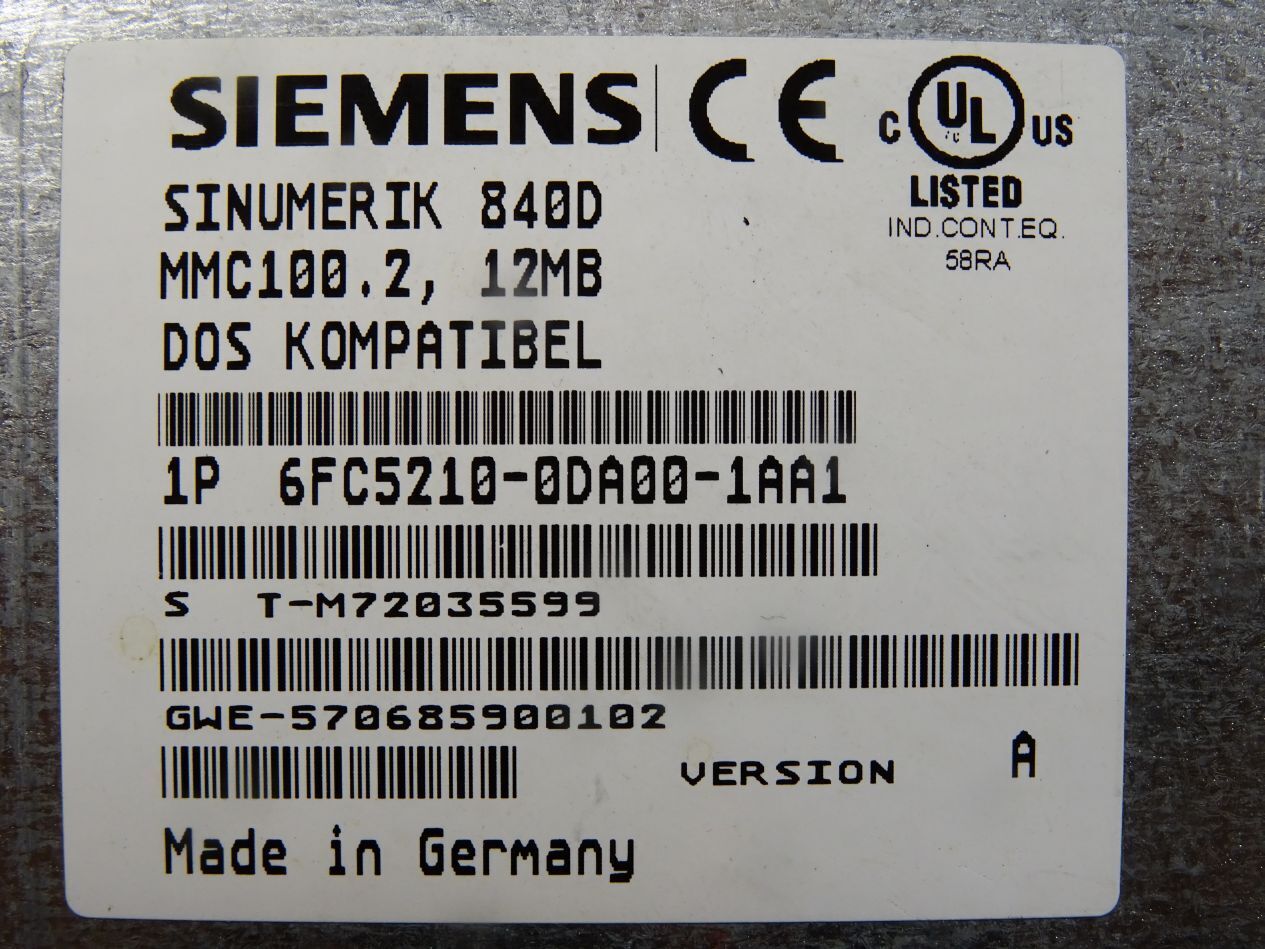 SIEMENS CE C UL US
LISTED
IND.CONT.EQ.
58RA
SINUMERIK 840D
MMC100.2, 12MB
DOS KOMPATIBEL
1P 6FC5210-0DA00-1AA1
S T-M72035599
GWE-570685900102
VERSION A
Made in Germany